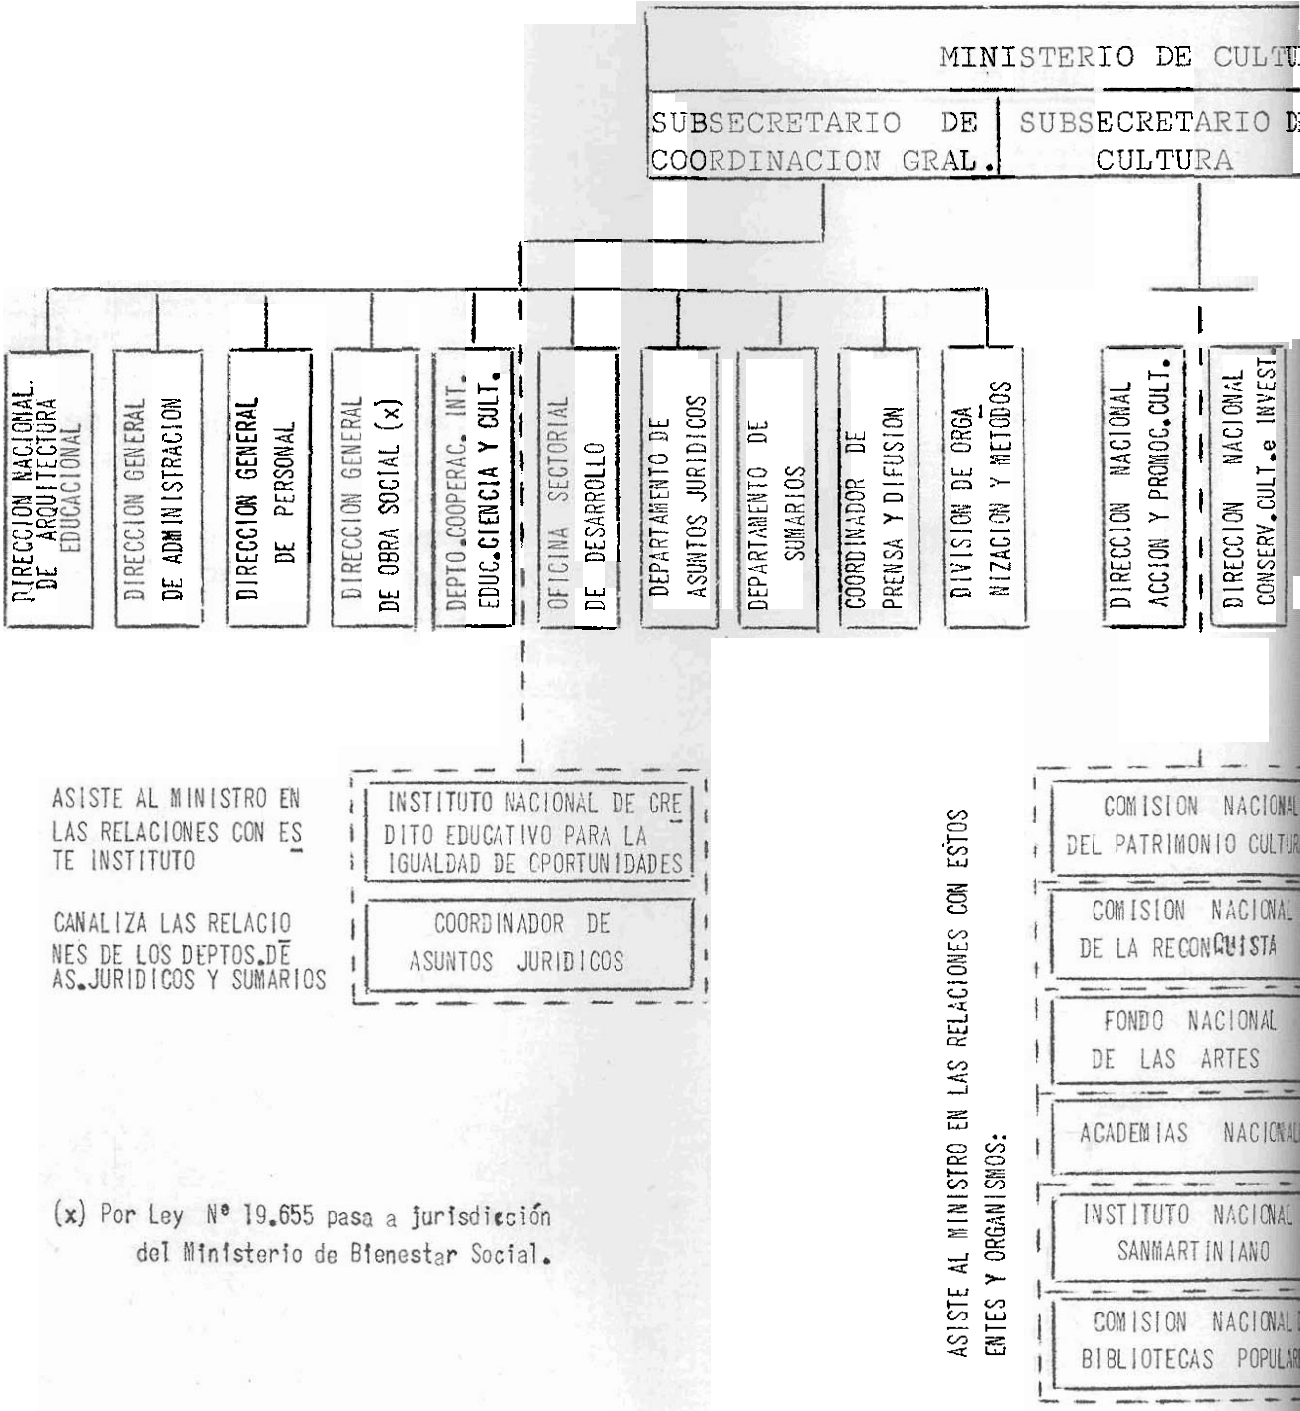 MINISTERIO DE CULTU
SUBSECRETARIO DE
COORDINACION GRAL.
SUBSECRETARIO DE
CULTURA
DIRECCION NACIONAL.
DE ARQUITECTURA
EDUCACIONAL
DIRECCION GENERAL
DE ADMINISTRACION
DIRECCION GENERAL
DE PERSONAL
DIRECCION GENERAL
DE OBRA SOCIAL (x)
DEPTO.COOPERAC. INT.
EDUC.CIENCIA Y CULT.
OFICINA SECTORIAL
DE DESARROLLO
DEPARTAMENTO DE
ASUNTOS JURIDICOS
DEPARTAMENTO DE
SUMARIOS
COORDINADOR DE
PRENSA Y DIFUSION
DIVISION DE ORGA
NIZACION Y METODOS
DIRECCION NACIONAL
ACCION Y PROMOC.CULT.
DIRECCION NACIONAL
CONSERV.CULT.e INVEST.
ASISTE AL MINISTRO EN
LAS RELACIONES CON ES
TE INSTITUTO
INSTITUTO NACIONAL DE CRE
DITO EDUCATIVO PARA LA
IGUALDAD DE OPORTUNIDADES
CANALIZA LAS RELACIO
NES DE LOS DEPTOS.DE
AS.JURIDICOS Y SUMARIOS
COORDINADOR DE
ASUNTOS JURIDICOS
ASISTE AL MINISTRO EN LAS RELACIONES CON ESTOS
ENTES Y ORGANISMOS:
COMISION NACIONAL
DEL PATRIMONIO CULTURA
COMISION NACIONAL
DE LA RECONQUISTA
FONDO NACIONAL
DE LAS ARTES
ACADEMIAS NACIONAL
INSTITUTO NACIONAL
SANMARTINIANO
COMISION NACIONAL
BIBLIOTECAS POPULAR
(x) Por Ley Nº 19.655 pasa a jurisdicción
del Ministerio de Bienestar Social.